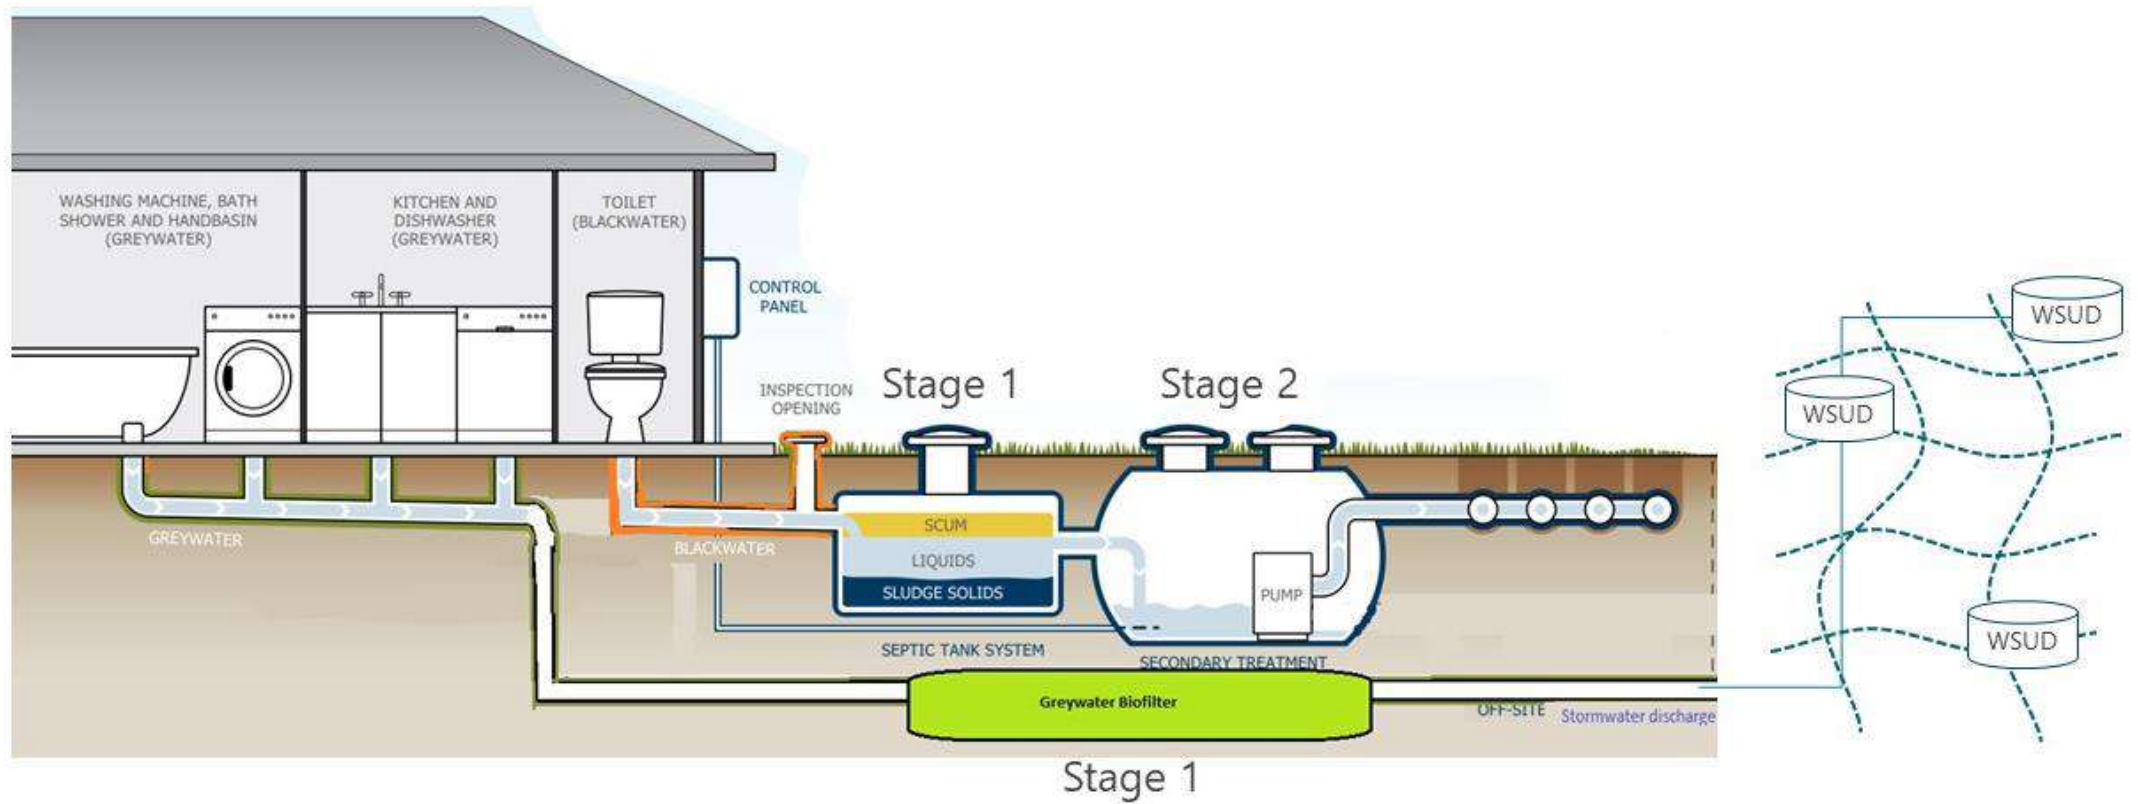 WASHING MACHINE, BATH
SHOWER AND HANDBASIN
(GREYWATER)
KITCHEN AND
DISHWASHER
(GREYWATER)
TOILET
(BLACKWATER)
CONTROL
PANEL
INSPECTION
OPENING
Stage 1
Stage 2
GREYWATER
BLACKWATER
SCUM
LIQUIDS
SLUDGE SOLIDS
PUMP
SEPTIC TANK SYSTEM
SECONDARY TREATMENT
Greywater Biofilter
OFF-SITE
Stormwater discharge
Stage 1
WSUD
WSUD
WSUD